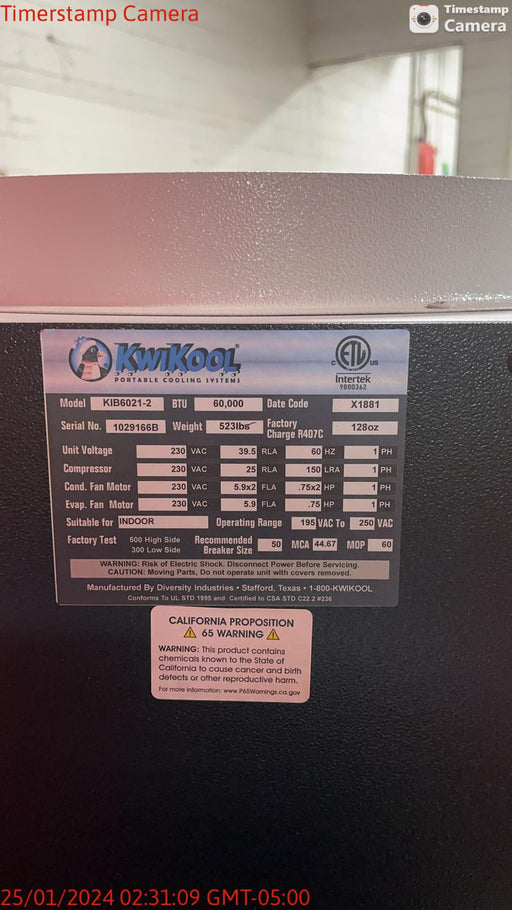 Timerstamp Camera
Timestamp
Camera
KWIKOOL®
PORTABLE COOLING SYSTEMS
C ETL US
Intertek
9800362
Model KIB6021-2 BTU 60,000 Date Code X1881
Serial No. 1029166B Weight 523lbs Factory Charge R407C 128oz
Unit Voltage 230 VAC 39.5 RLA 60 HZ 1 PH
Compressor 230 VAC 25 RLA 150 LRA 1 PH
Cond. Fan Motor 230 VAC 5.9x2 FLA .75x2 HP 1 PH
Evap. Fan Motor 230 VAC 5.9 FLA .75 HP 1 PH
Suitable for INDOOR Operating Range 195 VAC To 250 VAC
Factory Test 500 High Side Recommended
300 Low Side Breaker Size 50 MCA 44.67 MOP 60
WARNING: Risk of Electric Shock. Disconnect Power Before Servicing.
CAUTION: Moving Parts, Do not operate unit with covers removed.
Manufactured By Diversity Industries • Stafford, Texas • 1-800-KWIKOOL
Conforms To UL STD 1995 and Certified to CSA STD C22.2 #236
CALIFORNIA PROPOSITION
65 WARNING
WARNING: This product contains
chemicals known to the State of
California to cause cancer and birth
defects or other reproductive harm.
For more information: www.P65Warnings.ca.gov
25/01/2024 02:31:09 GMT-05:00